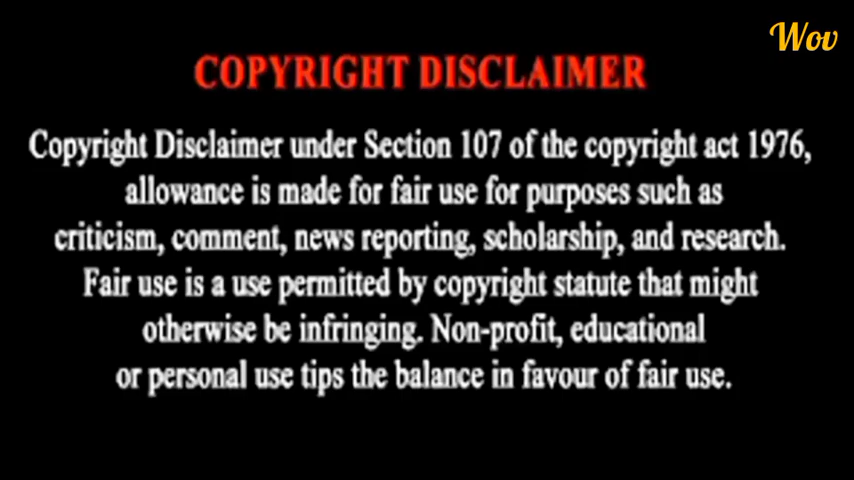 Wov
COPYRIGHT DISCLAIMER
Copyright Disclaimer under Section 107 of the copyright act 1976,
allowance is made for fair use for purposes such as
criticism, comment, news reporting, scholarship, and research.
Fair use is a use permitted by copyright statute that might
otherwise be infringing. Non-profit, educational
or personal use tips the balance in favour of fair use.